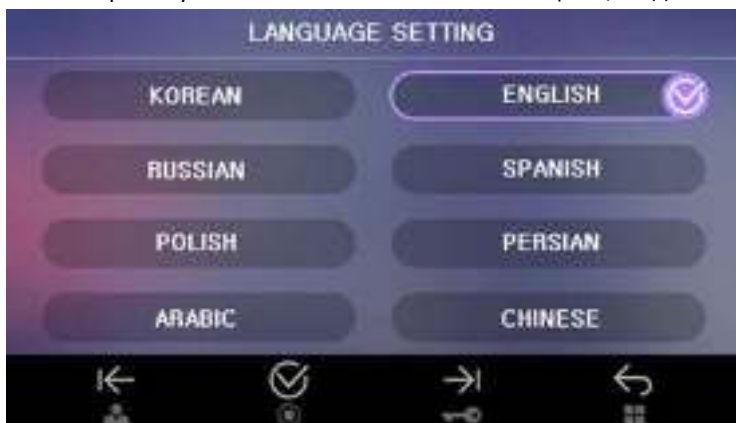 LANGUAGE SETTING
KOREAN ENGLISH
RUSSIAN SPANISH
POLISH PERSIAN
ARABIC CHINESE